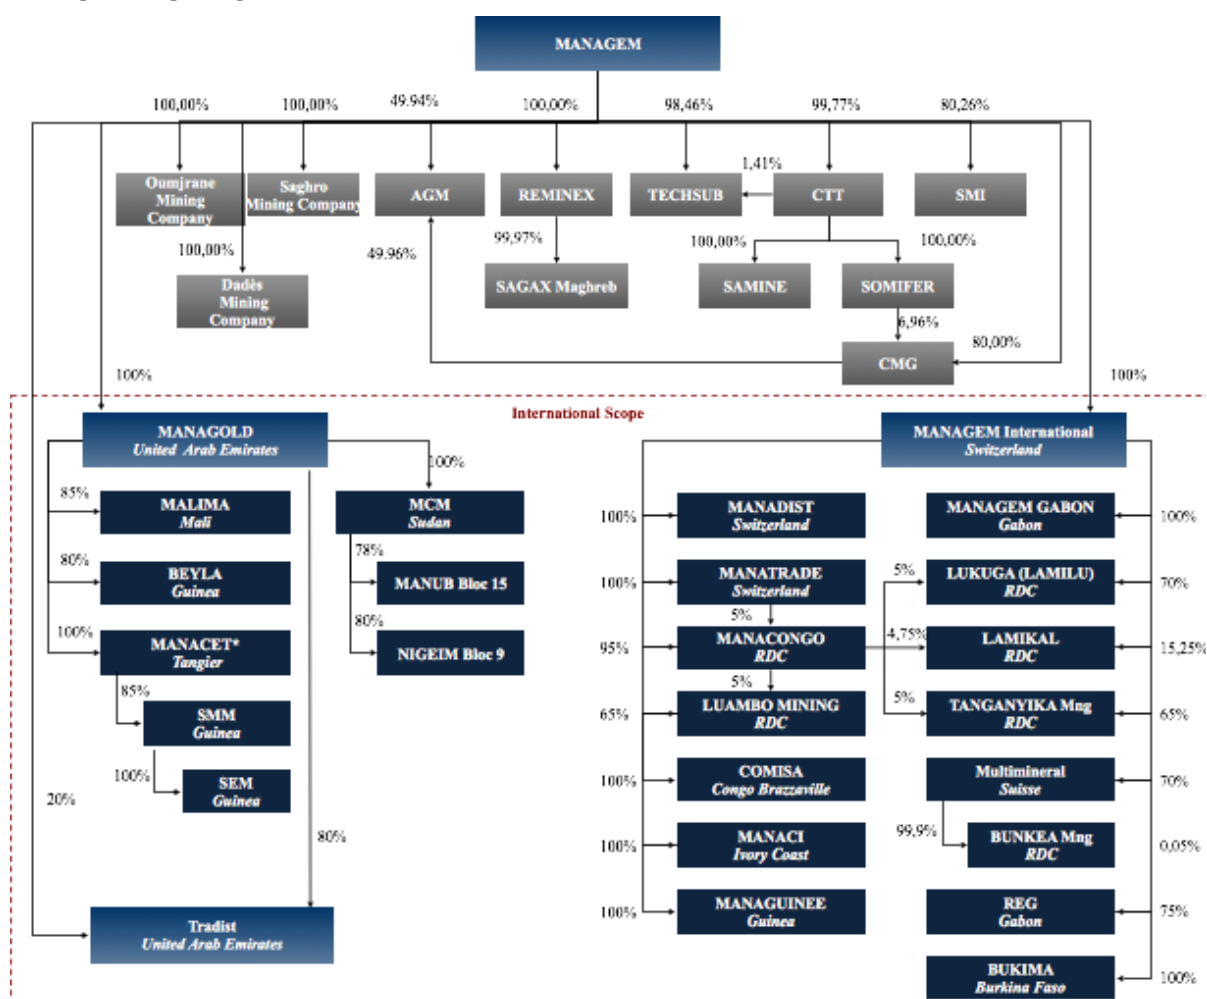 MANAGEM
100,00%
100,00%
49.94%
100,00%
98,46%
99,77%
80,26%
Oumjrane
Mining
Company
Saghro
Mining Company
AGM
REMINEX
TECHSUB
1,41%
CTT
SMI
100,00%
49.96%
99,97%
100,00%
100,00%
Dadès
Mining
Company
SAGAX Maghreb
SAMINE
SOMIFER
6,96%
80,00%
CMG
100%
100%
International Scope
MANAGOLD
United Arab Emirates
MANAGEM International
Switzerland
100%
85%
MALIMA
Mali
MCM
Sudan
100%
MANADIST
Switzerland
MANAGEM GABON
Gabon
100%
80%
BEYLA
Guinea
78%
MANUB Bloc 15
100%
MANATRADE
Switzerland
5%
LUKUGA (LAMILU)
RDC
70%
100%
MANACET*
Tangier
80%
NIGEIM Bloc 9
5%
95%
MANACONGO
RDC
4,75%
LAMIKAL
RDC
15,25%
85%
SMM
Guinea
5%
65%
LUAMBO MINING
RDC
5%
TANGANYIKA Mng
RDC
65%
100%
SEM
Guinea
100%
COMISA
Congo Brazzaville
Multimineral
Suisse
70%
20%
80%
100%
MANACI
Ivory Coast
99,9%
BUNKEA Mng
RDC
0,05%
100%
MANAGUINEE
Guinea
REG
Gabon
75%
Tradist
United Arab Emirates
BUKIMA
Burkina Faso
100%